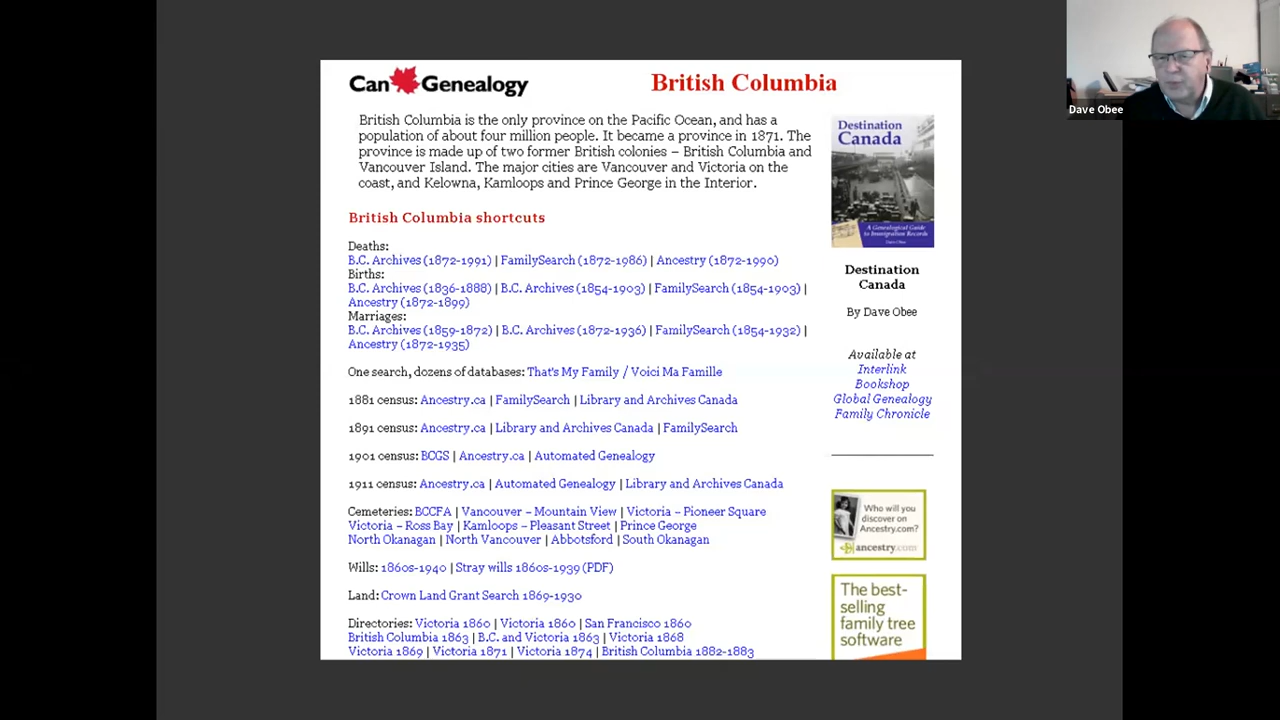 Can Genealogy
British Columbia
British Columbia is the only province on the Pacific Ocean, and has a
population of about four million people. It became a province in 1871. The
province is made up of two former British colonies – British Columbia and
Vancouver Island. The major cities are Vancouver and Victoria on the
coast, and Kelowna, Kamloops and Prince George in the Interior.
British Columbia shortcuts
Deaths:
B.C. Archives (1872-1991) | FamilySearch (1872-1986) | Ancestry (1872-1990)
Births:
B.C. Archives (1836-1888) | B.C. Archives (1854-1903) | FamilySearch (1854-1903) |
Ancestry (1872-1899)
Marriages:
B.C. Archives (1859-1872) | B.C. Archives (1872-1936) | FamilySearch (1854-1932) |
Ancestry (1872-1935)
One search, dozens of databases: That's My Family / Voici Ma Famille
1881 census: Ancestry.ca | FamilySearch | Library and Archives Canada
1891 census: Ancestry.ca | Library and Archives Canada | FamilySearch
1901 census: BCGS | Ancestry.ca | Automated Genealogy
1911 census: Ancestry.ca | Automated Genealogy | Library and Archives Canada
Cemeteries: BCCFA | Vancouver – Mountain View | Victoria – Pioneer Square
Victoria – Ross Bay | Kamloops – Pleasant Street | Prince George
North Okanagan | North Vancouver | Abbotsford | South Okanagan
Wills: 1860s-1940 | Stray wills 1860s-1939 (PDF)
Land: Crown Land Grant Search 1869-1930
Directories: Victoria 1860 | Victoria 1860 | San Francisco 1860
British Columbia 1863 | B.C. and Victoria 1863 | Victoria 1868
Victoria 1869 | Victoria 1871 | Victoria 1874 | British Columbia 1882-1883
Destination
Canada
A Genealogical Guide
to Immigration Records
Dave Obee
Destination
Canada
By Dave Obee
Available at
Interlink
Bookshop
Global Genealogy
Family Chronicle
Who will you
discover on
Ancestry.com?
ancestry.com
The best-
selling
family tree
software
Dave Obee